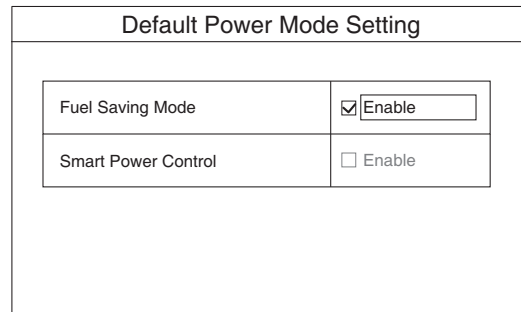 Default Power Mode Setting
Fuel Saving Mode
Enable
Smart Power Control
Enable